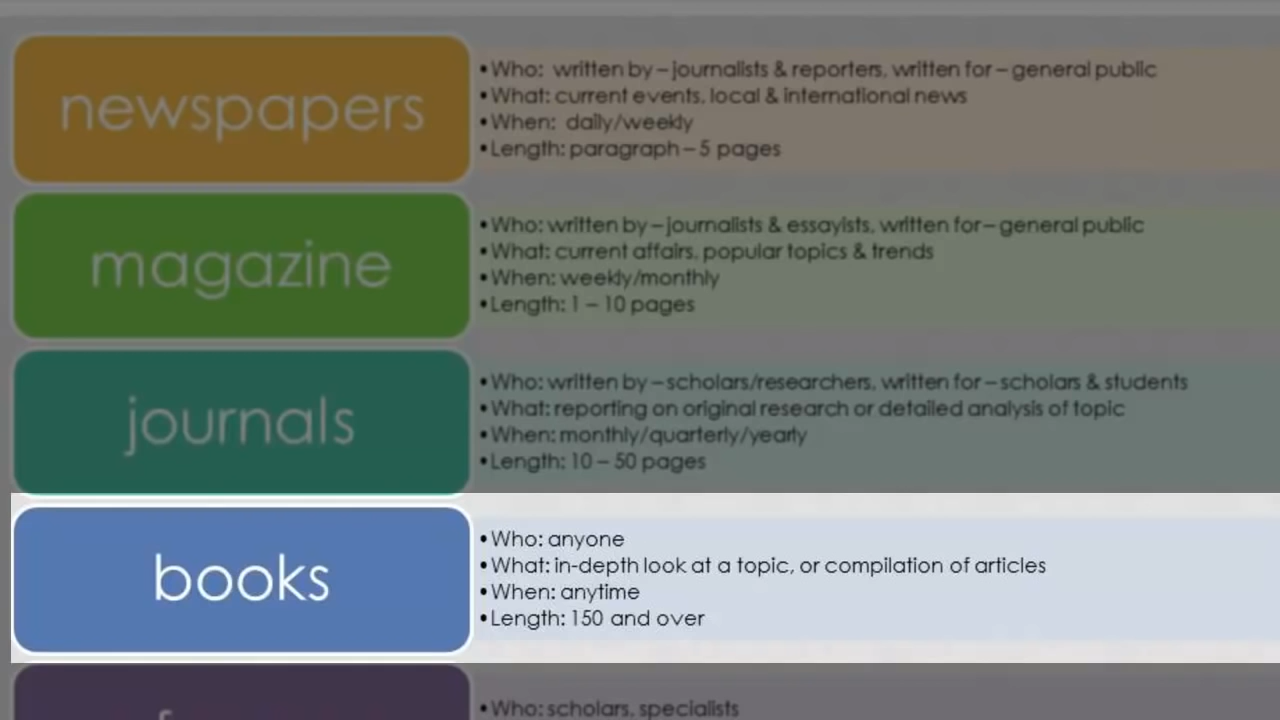 newspapers
•Who:  written by – journalists & reporters, written for – general public
•What: current events, local & international news
•When:  daily/weekly
•Length: paragraph – 5 pages
magazine
•Who: written by – journalists & essayists, written for– general public
•What: current affairs, popular topics & trends
•When: weekly/monthly
•Length: 1 – 10 pages
journals
•Who: written by – scholars/researchers, written for – scholars & students
•What: reporting on original research or detailed analysis of topic
•When: monthly/quarterly/yearly
•Length: 10 – 50 pages
books
•Who: anyone
•What: in-depth look at a topic, or compilation of articles
•When: anytime
•Length: 150 and over
•Who: scholars, specialists